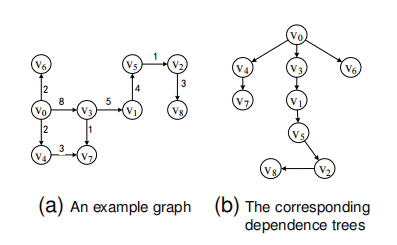 V5 1 V2
V6
4
3
2
V0 8 V3 5 V1
V8
2
1
V4 3 V7
V0
V4 V3 V6
V7 V1
V5
V8 V2
(a) An example graph
(b) The corresponding
dependence trees